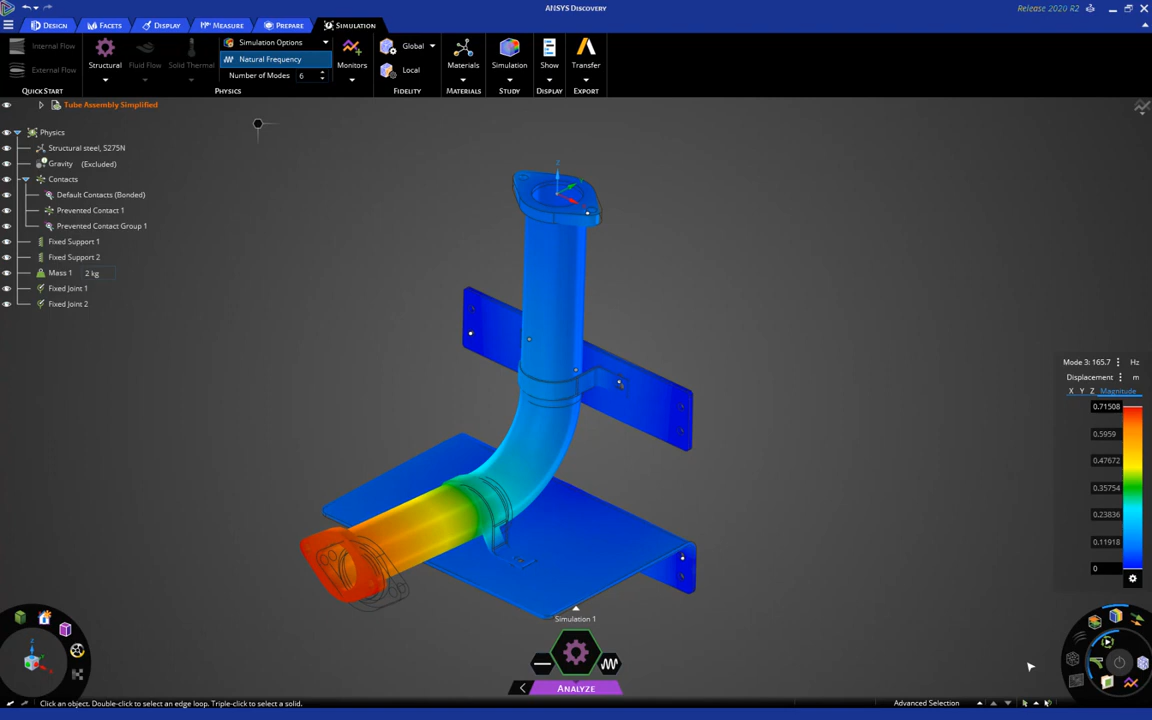 ANSYS Discovery
Release 2020 R2
DESIGN
FACETS
DISPLAY
MEASURE
PREPARE
SIMULATION
Internal Flow
External Flow
QUICK START
Structural
Fluid Flow
Solid Thermal
Simulation Options
Natural Frequency
Number of Modes 6
PHYSICS
Monitors
Global
Local
FIDELITY
Materials
MATERIALS
Simulation
STUDY
Show
DISPLAY
Transfer
EXPORT
Tube Assembly Simplified
Physics
Structural steel, S275N
Gravity (Excluded)
Contacts
Default Contacts (Bonded)
Prevented Contact 1
Prevented Contact Group 1
Fixed Support 1
Fixed Support 2
Mass 1 2 kg
Fixed Joint 1
Fixed Joint 2
Z
Mode 3: 165.7 Hz
Displacement m
X Y Z Magnitude
0.71508
0.5959
0.47672
0.35754
0.23836
0.11918
0
Simulation 1
ANALYZE
Z
Click an object. Double-click to select an edge loop. Triple-click to select a solid.
Advanced Selection